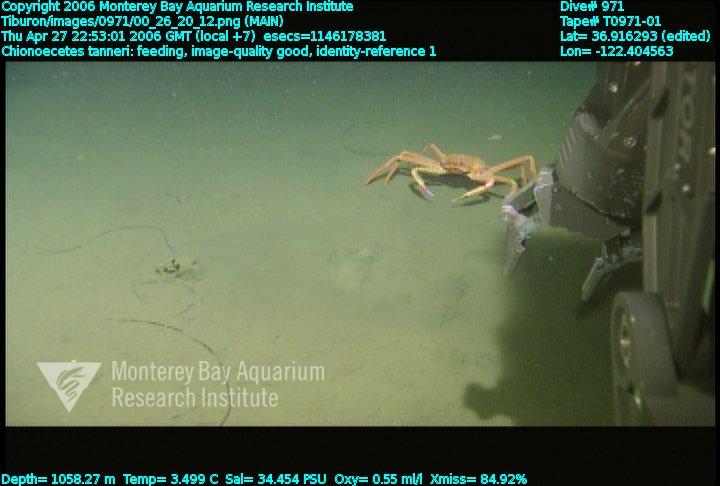 Copyright 2006 Monterey Bay Aquarium Research Institute
Dive# 971
Tiburon/images/0971/00_26_20_12.png (MAIN)
Tape# T0971-01
Thu Apr 27 22:53:01 2006 GMT (local +7) esecs=1146178381
Lat= 36.916293 (edited)
Chionoecetes tanneri: feeding, image-quality good, identity-reference 1
Lon= -122.404563
Monterey Bay Aquarium
Research Institute
Depth= 1058.27 m Temp= 3.499 C Sal= 34.454 PSU Oxy= 0.55 ml/l Xmiss= 84.92%